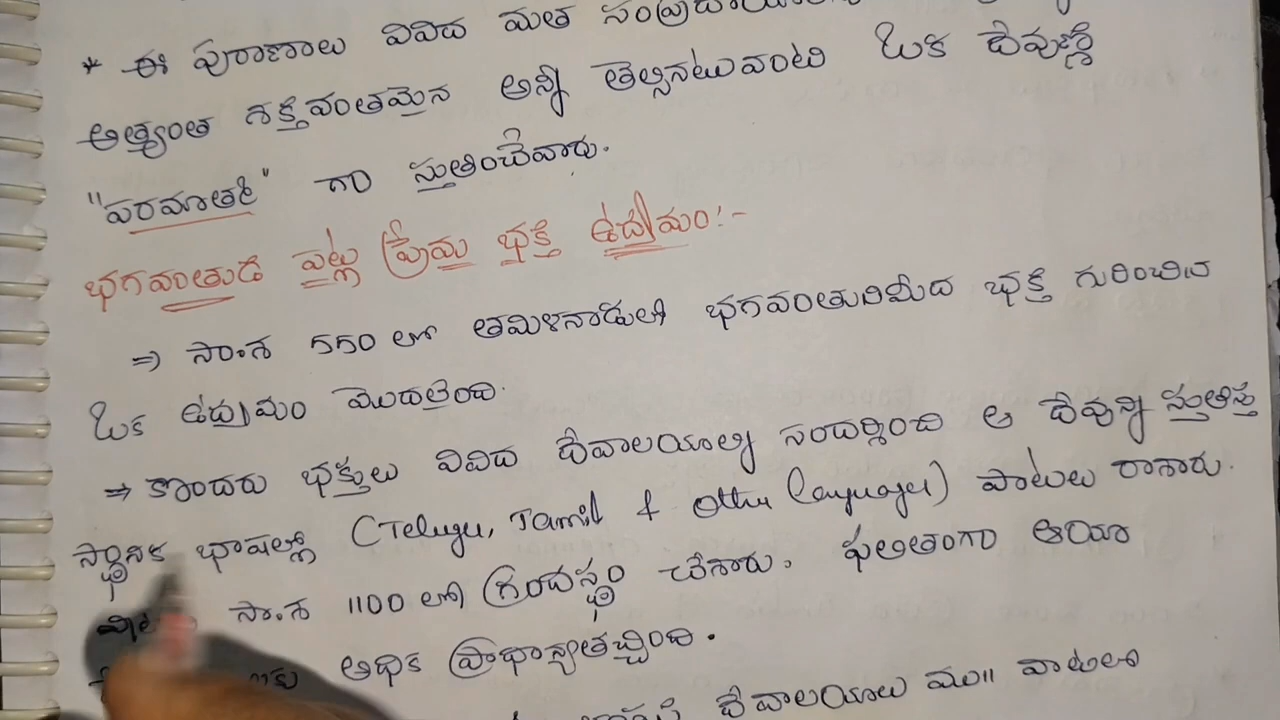 * ఈ పురాణాలు వివిద మత
అత్యంత శక్తివంతమైన అన్నీ తెల్సినటువంటి ఒక దేవుణ్ణి
"పరమాత్మ" గా స్తుతించేవారు.
భగవంతుడి పట్ల ప్రేమ భక్తి ఉద్యమం:-
⇒ సా.శ 550 లో తమిళనాడులో భగవంతునిమీద భక్తి గురించిన
ఒక ఉద్యమం మొదలైంది.
⇒ కొందరు భక్తులు వివిద దేవాలయాల్ని సందర్శించి ఆ దేవున్ని స్తుతిస్తు
స్థానిక భాషల్లో (Telugu, Tamil & Other languages) పాటలు రాశారు.
సా.శ 1100 లో గ్రంధస్థం చేశారు. ఫలితంగా ఆయా
అధిక ప్రాధాన్యతచ్చింది.
దేవాలయాలు మ॥ వాటిలో